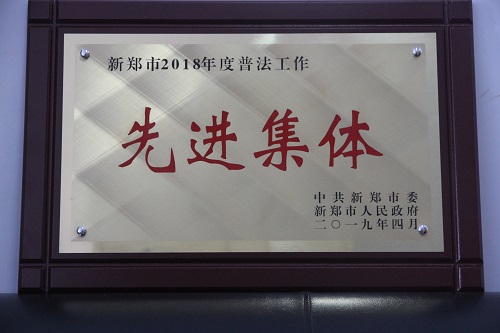 新郑市2018年度普法工作
先进集体
中共新郑市委
新郑市人民政府
二〇一九年四月